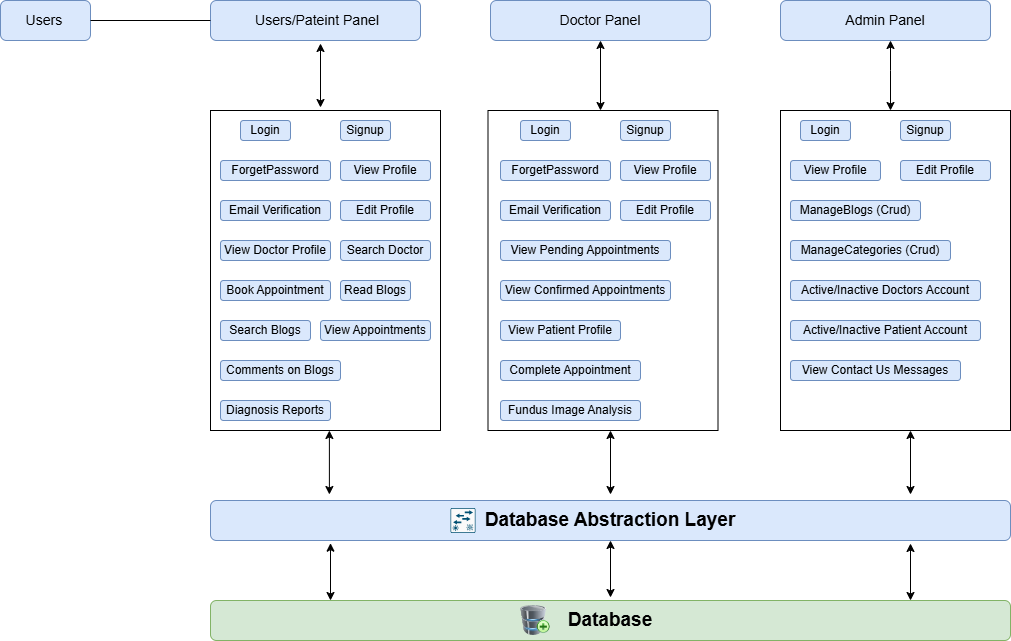 Users
Users/Pateint Panel
Doctor Panel
Admin Panel
Login
Signup
ForgetPassword
View Profile
Email Verification
Edit Profile
View Doctor Profile
Search Doctor
Book Appointment
Read Blogs
Search Blogs
View Appointments
Comments on Blogs
Diagnosis Reports
Login
Signup
ForgetPassword
View Profile
Email Verification
Edit Profile
View Pending Appointments
View Confirmed Appointments
View Patient Profile
Complete Appointment
Fundus Image Analysis
Login
Signup
View Profile
Edit Profile
ManageBlogs (Crud)
ManageCategories (Crud)
Active/Inactive Doctors Account
Active/Inactive Patient Account
View Contact Us Messages
Database Abstraction Layer
Database